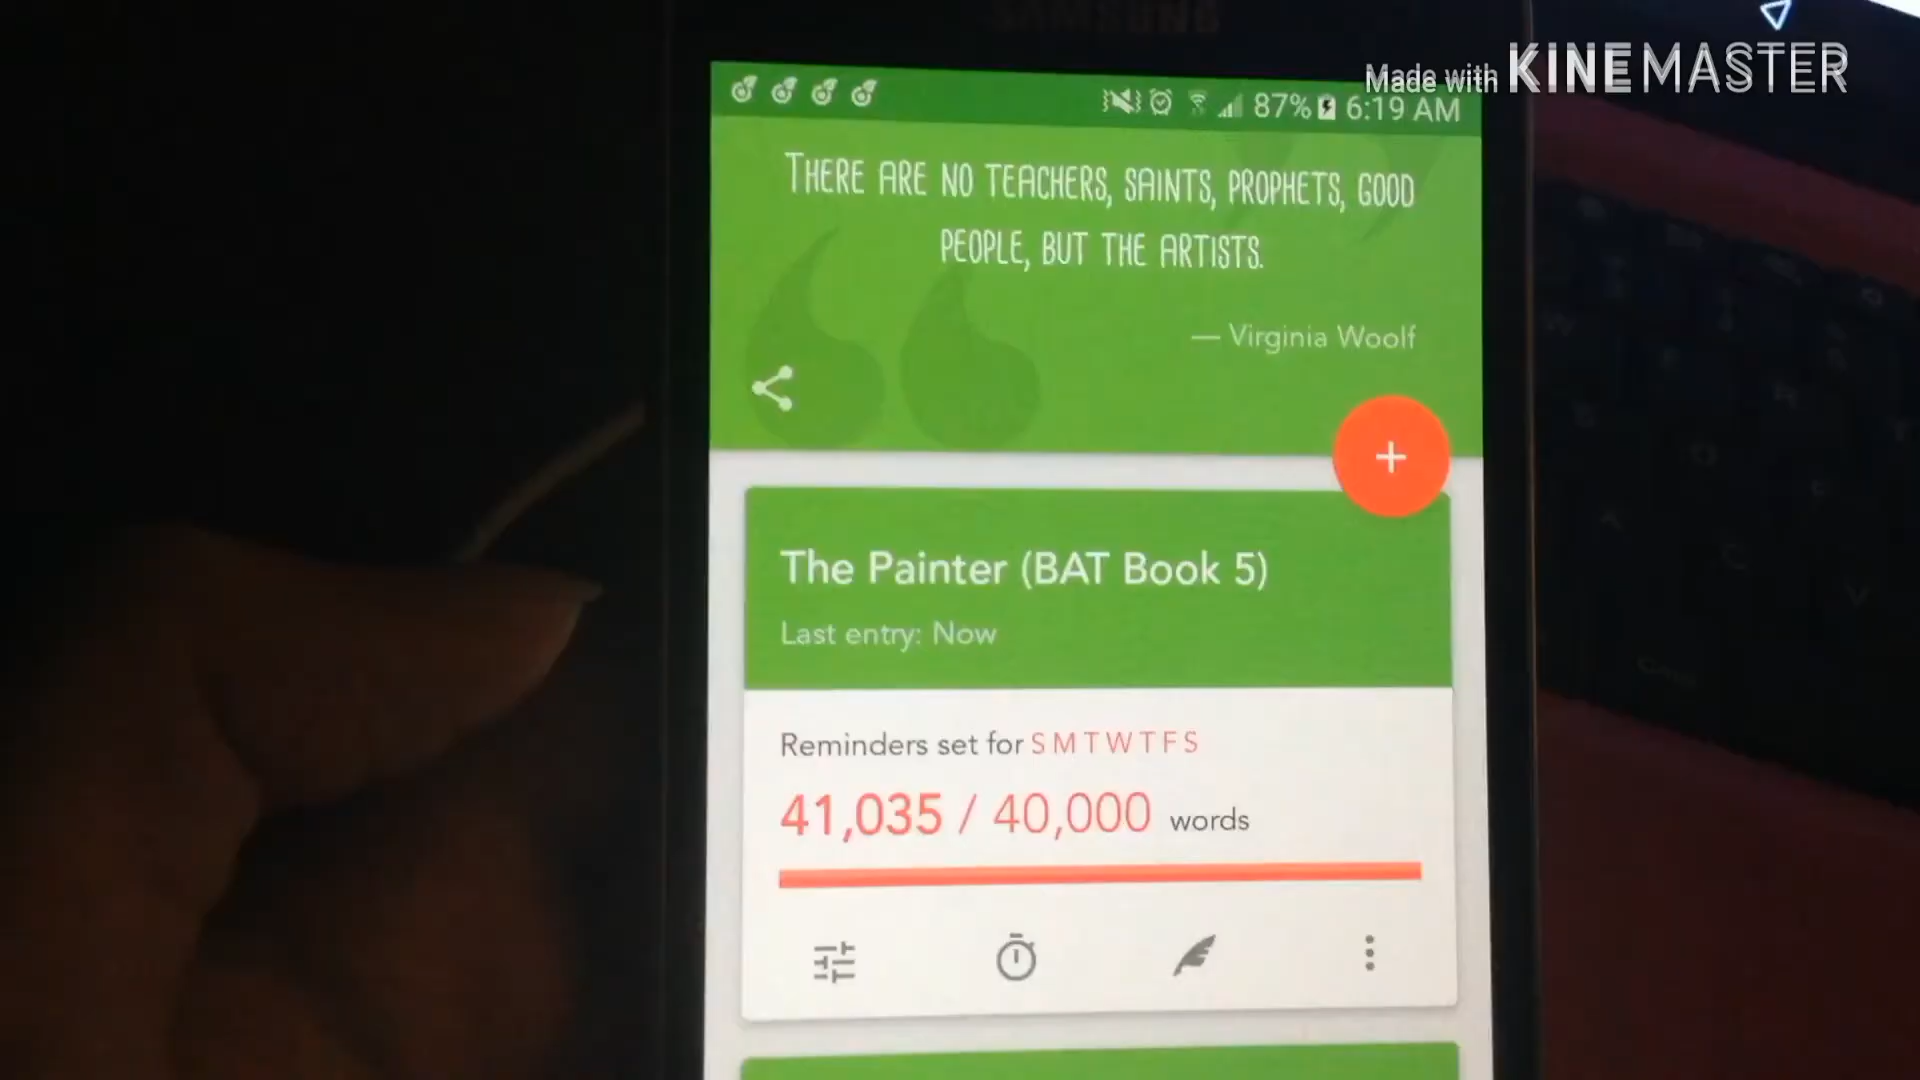 SAMSUNG
Made with KINEMASTER
87% 6:19 AM
THERE ARE NO TEACHERS, SAINTS, PROPHETS, GOOD
PEOPLE, BUT THE ARTISTS.
— Virginia Woolf
+
The Painter (BAT Book 5)
Last entry: Now
Reminders set for S M T W T F S
41,035 / 40,000 words